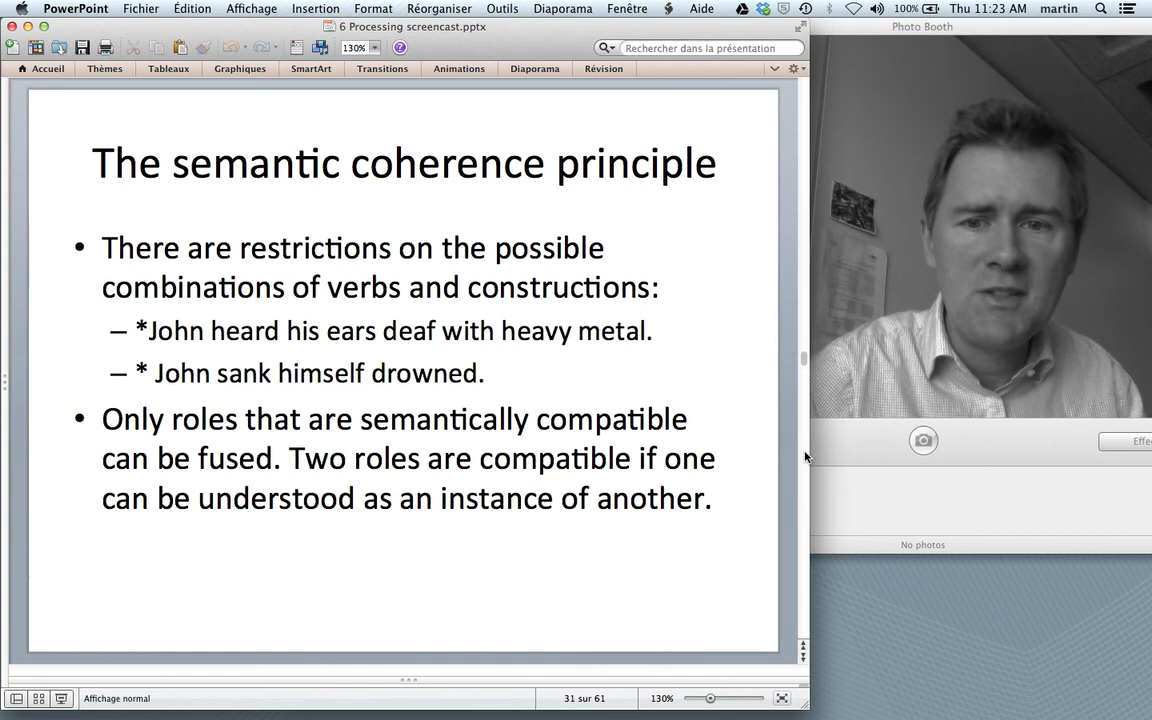 PowerPoint Fichier Édition Affichage Insertion Format Réorganiser Outils Diaporama Fenêtre Aide 100% Thu 11:23 AM martin
6 Processing screencast.pptx
Photo Booth
130%
Rechercher dans la présentation
Accueil Thèmes Tableaux Graphiques SmartArt Transitions Animations Diaporama Révision
The semantic coherence principle
• There are restrictions on the possible
combinations of verbs and constructions:
– *John heard his ears deaf with heavy metal.
– * John sank himself drowned.
• Only roles that are semantically compatible
can be fused. Two roles are compatible if one
can be understood as an instance of another.
Effe
No photos
Affichage normal
31 sur 61
130%